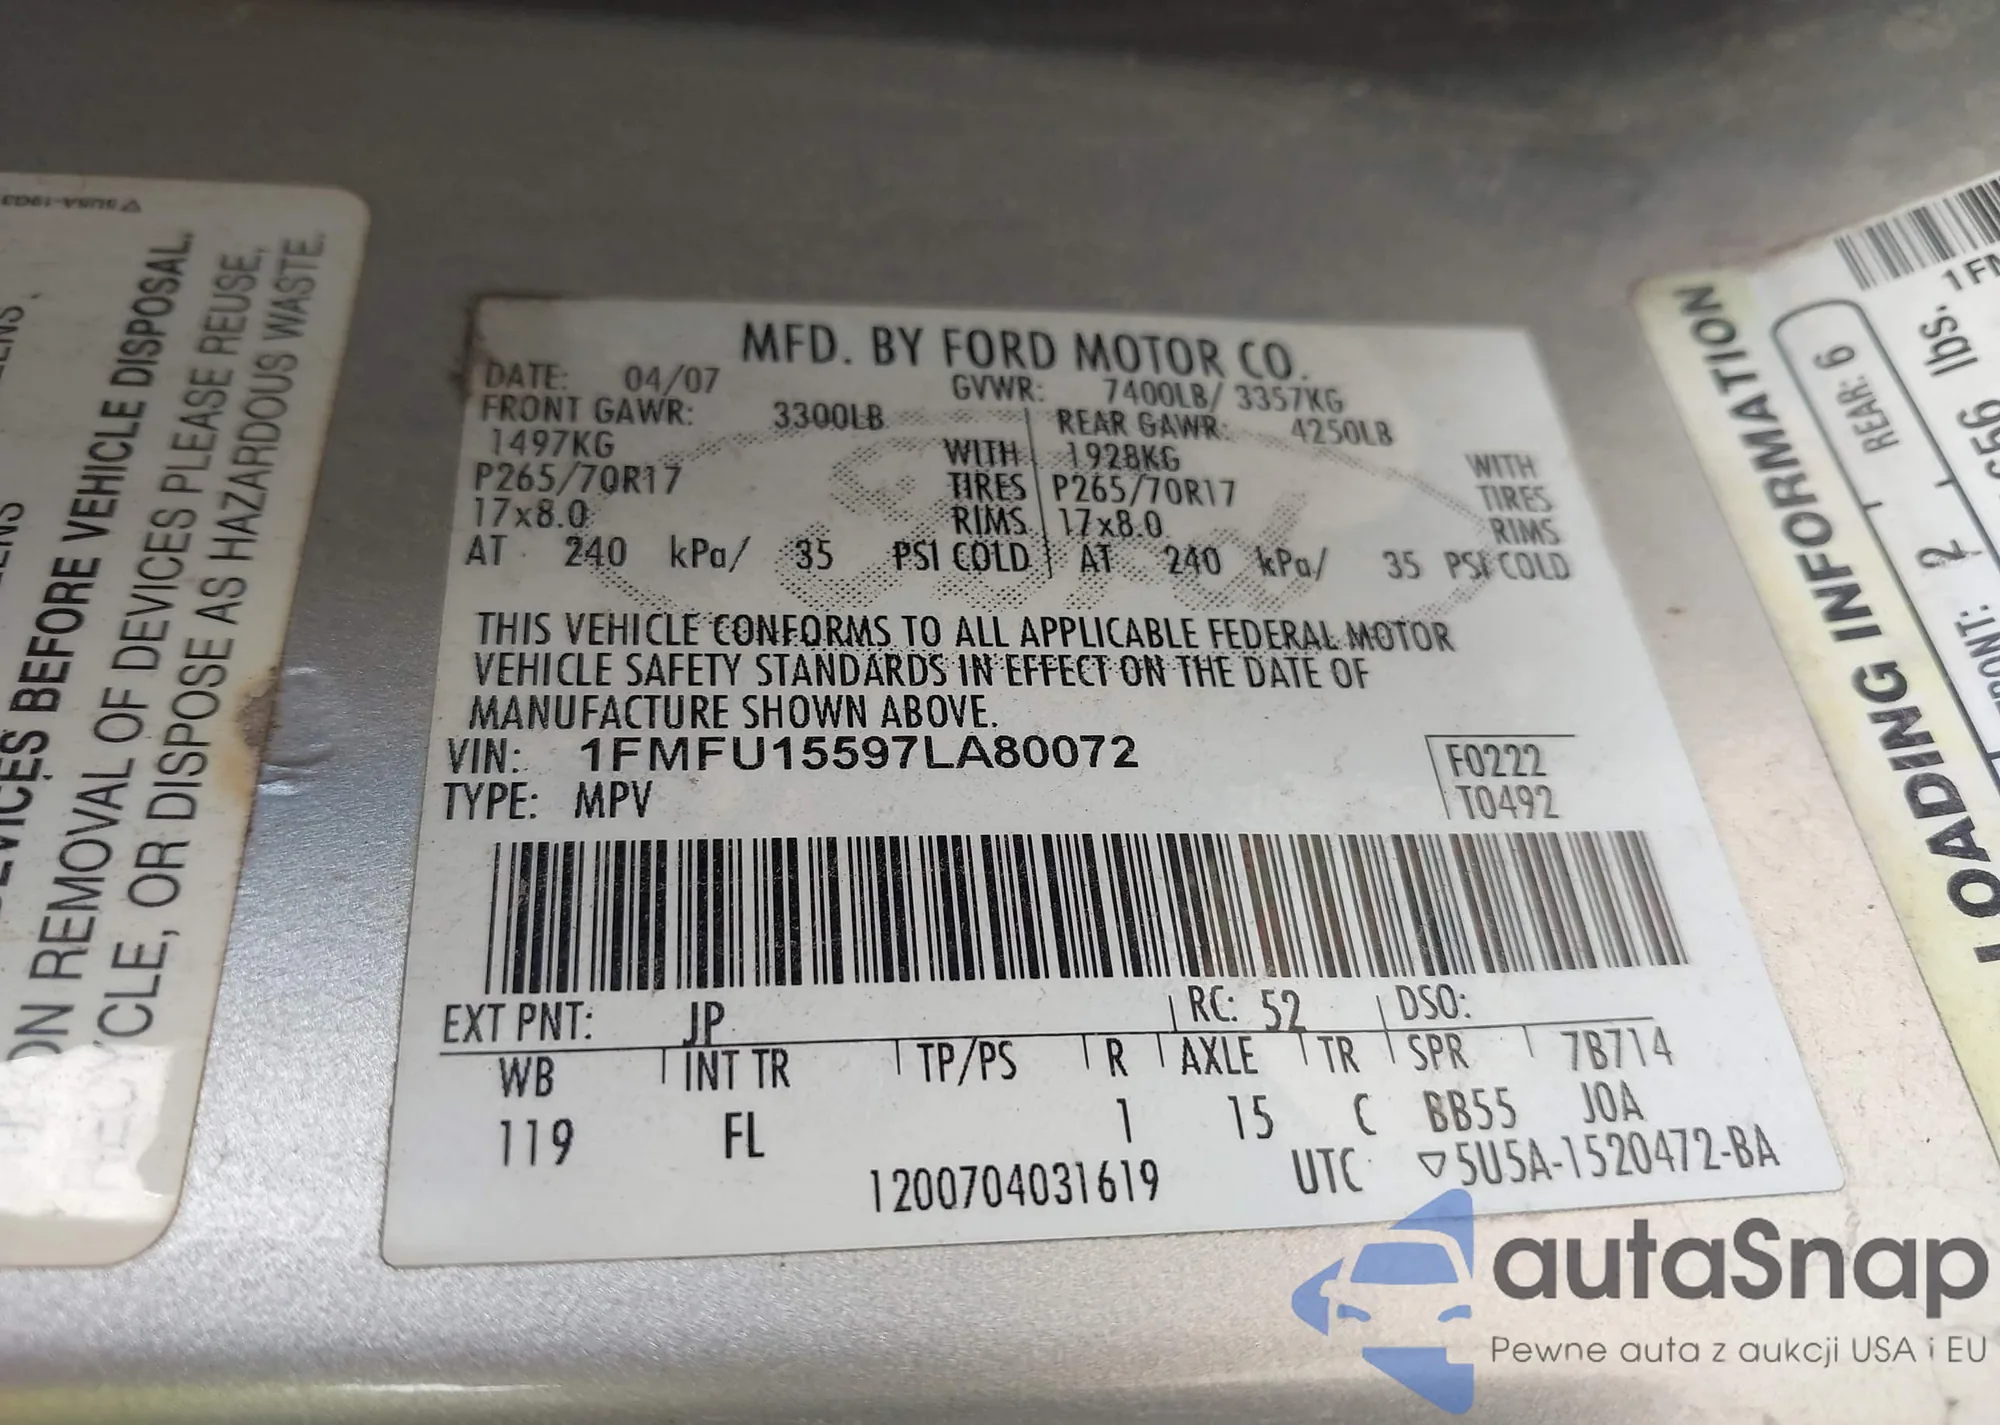 5U5A-19G3
BEFORE VEHICLE DISPOSAL.
ON REMOVAL OF DEVICES PLEASE REUSE,
CYCLE, OR DISPOSE AS HAZARDOUS WASTE.
MFD. BY FORD MOTOR CO.
DATE: 04/07 GVWR: 7400LB/ 3357KG
FRONT GAWR: 3300LB REAR GAWR: 4250LB
1497KG WITH 1928KG WITH
P265/70R17 TIRES P265/70R17 TIRES
17x8.0 RIMS 17x8.0 RIMS
AT 240 kPa/ 35 PSI COLD AT 240 kPa/ 35 PSI COLD
THIS VEHICLE CONFORMS TO ALL APPLICABLE FEDERAL MOTOR
VEHICLE SAFETY STANDARDS IN EFFECT ON THE DATE OF
MANUFACTURE SHOWN ABOVE.
VIN: 1FMFU15597LA80072 F0222
TYPE: MPV T0492
EXT PNT: JP RC: 52 DSO:
WB INT TR TP/PS R AXLE TR SPR 7B714
119 FL 1 15 C BB55 J0A
1200704031619 UTC ▽5U5A-1520472-BA
LOADING INFORMATION
REAR: 6
FRONT: 2
lbs.
1FM
autaSnap
Pewne auta z aukcji USA i EU